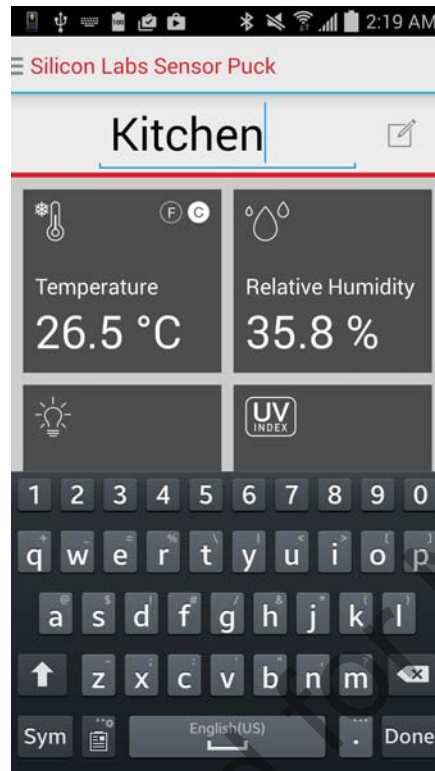 100
2:19 AM
Silicon Labs Sensor Puck
Kitchen
F C
Temperature
26.5 °C
Relative Humidity
35.8 %
UV
INDEX
1 2 3 4 5 6 7 8 9 0
q w e r t y u i o p
a s d f g h j k l
z x c v b n m
Sym
English(US)
.
Done